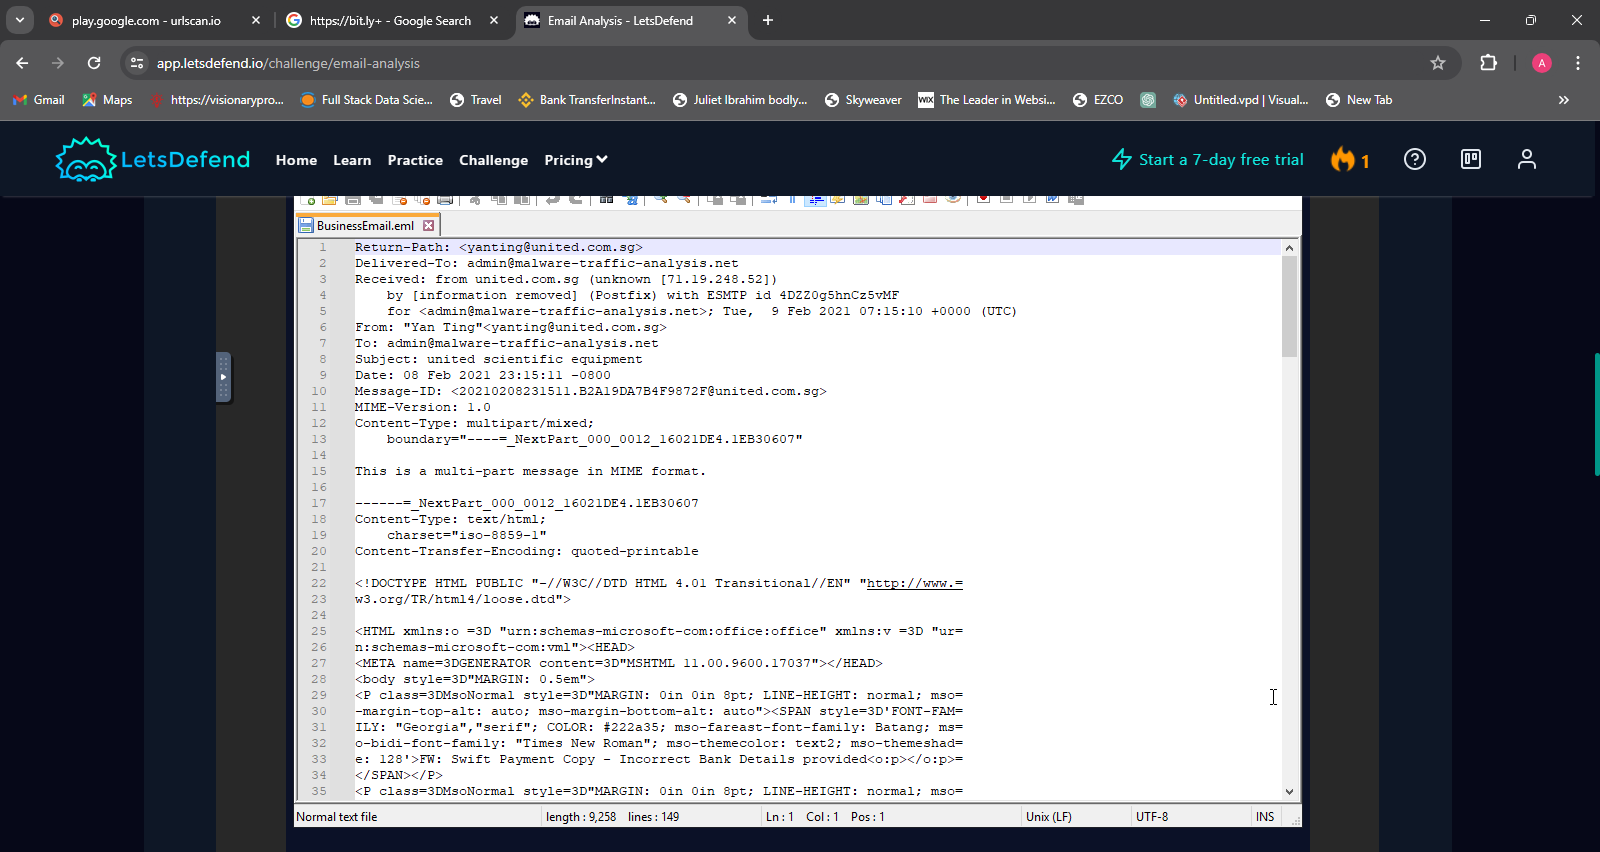 play.google.com - urlscan.io
https://bit.ly+ - Google Search
Email Analysis - LetsDefend
app.letsdefend.io/challenge/email-analysis
A
Gmail
Maps
https://visionarypro...
Full Stack Data Scie...
Travel
Bank TransferInstant...
Juliet Ibrahim bodly...
Skyweaver
WIX
The Leader in Websi...
EZCO
Untitled.vpd | Visual...
New Tab
LetsDefend
Home
Learn
Practice
Challenge
Pricing
Start a 7-day free trial
1
BusinessEmail.eml
1 Return-Path: <yanting@united.com.sg>
2 Delivered-To: admin@malware-traffic-analysis.net
3 Received: from united.com.sg (unknown [71.19.248.52])
4 by [information removed] (Postfix) with ESMTP id 4DZZ0g5hnCz5vMF
5 for <admin@malware-traffic-analysis.net>; Tue,  9 Feb 2021 07:15:10 +0000 (UTC)
6 From: "Yan Ting"<yanting@united.com.sg>
7 To: admin@malware-traffic-analysis.net
8 Subject: united scientific equipment
9 Date: 08 Feb 2021 23:15:11 -0800
10 Message-ID: <20210208231511.B2A19DA7B4F9872F@united.com.sg>
11 MIME-Version: 1.0
12 Content-Type: multipart/mixed;
13 boundary="----=_NextPart_000_0012_16021DE4.1EB30607"
14
15 This is a multi-part message in MIME format.
16
17 ------=_NextPart_000_0012_16021DE4.1EB30607
18 Content-Type: text/html;
19 charset="iso-8859-1"
20 Content-Transfer-Encoding: quoted-printable
21
22 <!DOCTYPE HTML PUBLIC "-//W3C//DTD HTML 4.01 Transitional//EN" "http://www.=
23 w3.org/TR/html4/loose.dtd">
24
25 <HTML xmlns:o =3D "urn:schemas-microsoft-com:office:office" xmlns:v =3D "ur=
26 n:schemas-microsoft-com:vml"><HEAD>
27 <META name=3DGENERATOR content=3D"MSHTML 11.00.9600.17037"></HEAD>
28 <body style=3D"MARGIN: 0.5em">
29 <P class=3DMsoNormal style=3D"MARGIN: 0in 0in 8pt; LINE-HEIGHT: normal; mso=
30 -margin-top-alt: auto; mso-margin-bottom-alt: auto"><SPAN style=3D'FONT-FAM=
31 ILY: "Georgia","serif"; COLOR: #222a35; mso-fareast-font-family: Batang; ms=
32 o-bidi-font-family: "Times New Roman"; mso-themecolor: text2; mso-themeshad=
33 e: 128'>FW: Swift Payment Copy - Incorrect Bank Details provided<o:p></o:p>=
34 </SPAN></P>
35 <P class=3DMsoNormal style=3D"MARGIN: 0in 0in 8pt; LINE-HEIGHT: normal; mso=
Normal text file
length : 9,258
lines : 149
Ln : 1
Col : 1
Pos : 1
Unix (LF)
UTF-8
INS